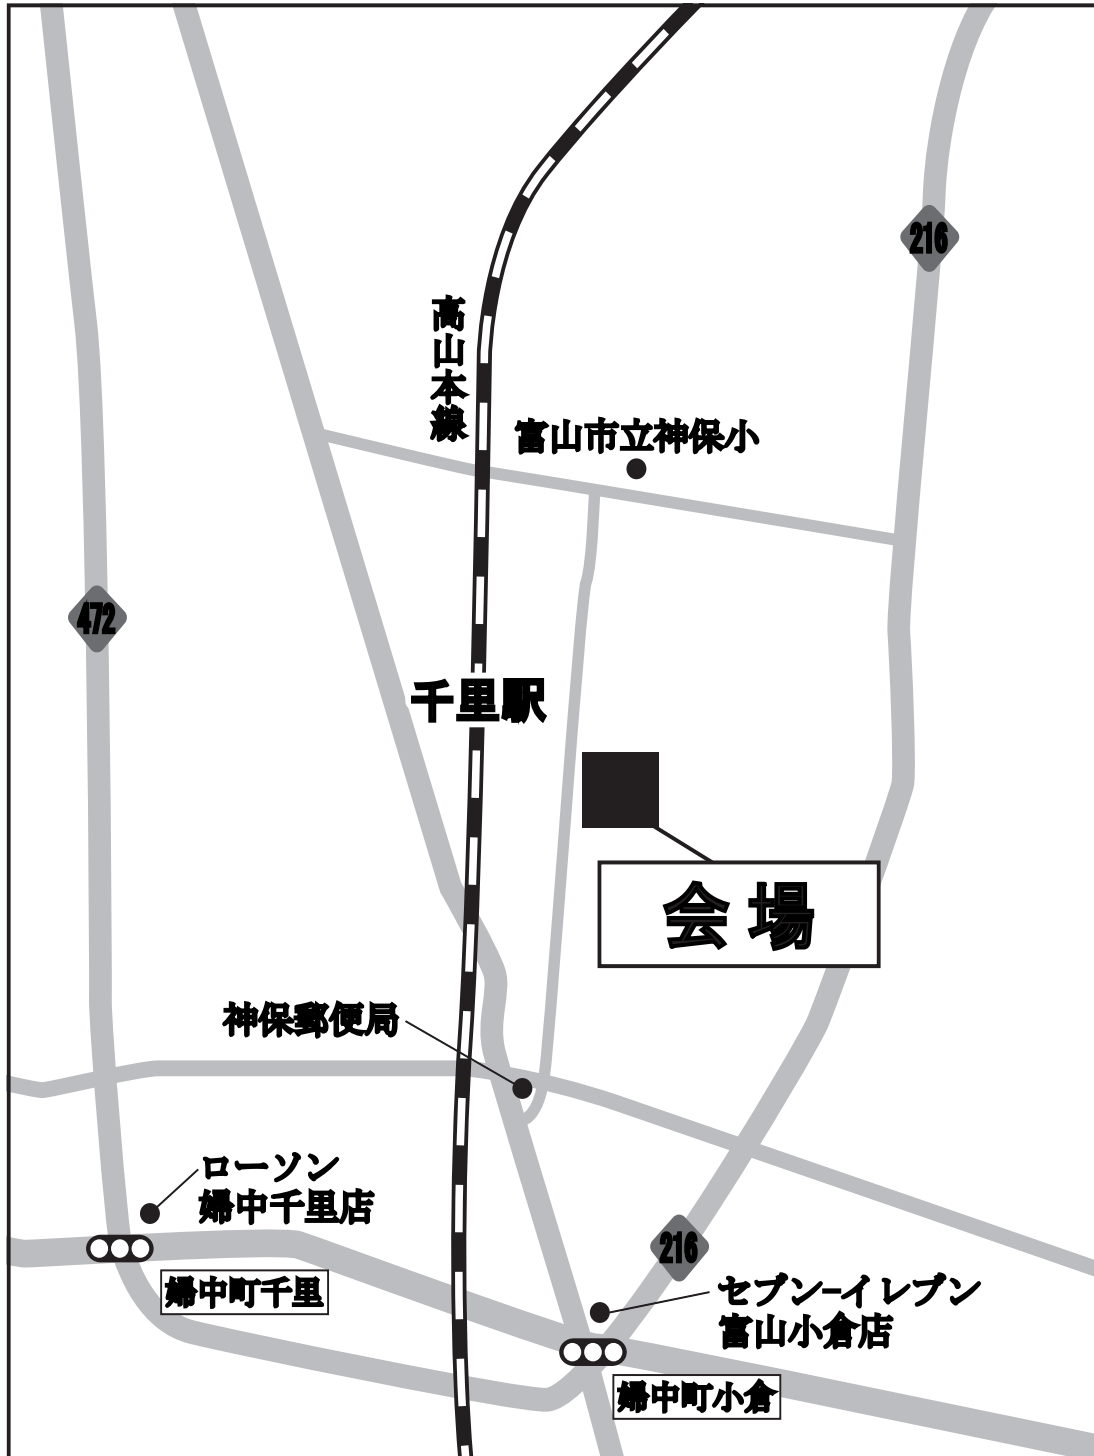 216
高山本線
富山市立神保小
472
千里駅
会場
神保郵便局
ローソン
婦中千里店
216
婦中町千里
セブン-イレブン
富山小倉店
婦中町小倉